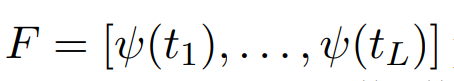 F = [ψ(t₁), . . . , ψ(t_L)]